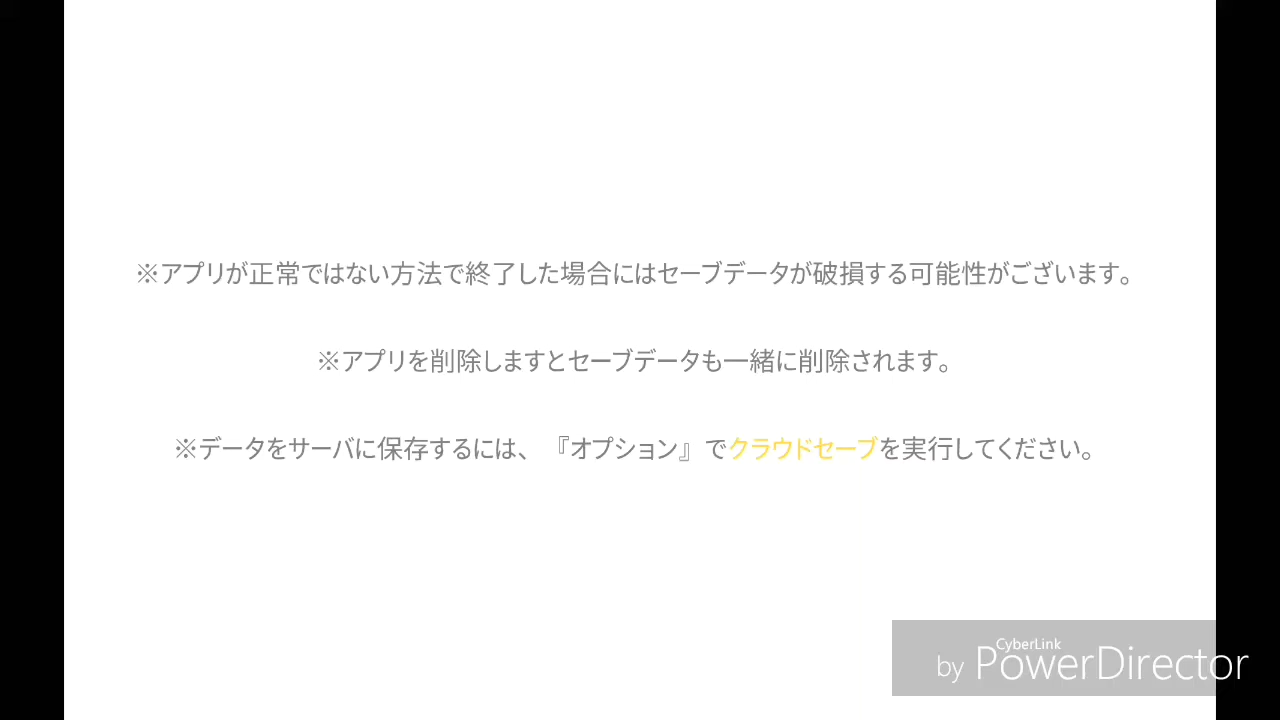 ※アプリが正常ではない方法で終了した場合にはセーブデータが破損する可能性がございます。
※アプリを削除しますとセーブデータも一緒に削除されます。
※データをサーバに保存するには、『オプション』でクラウドセーブを実行してください。
CyberLink
by PowerDirector